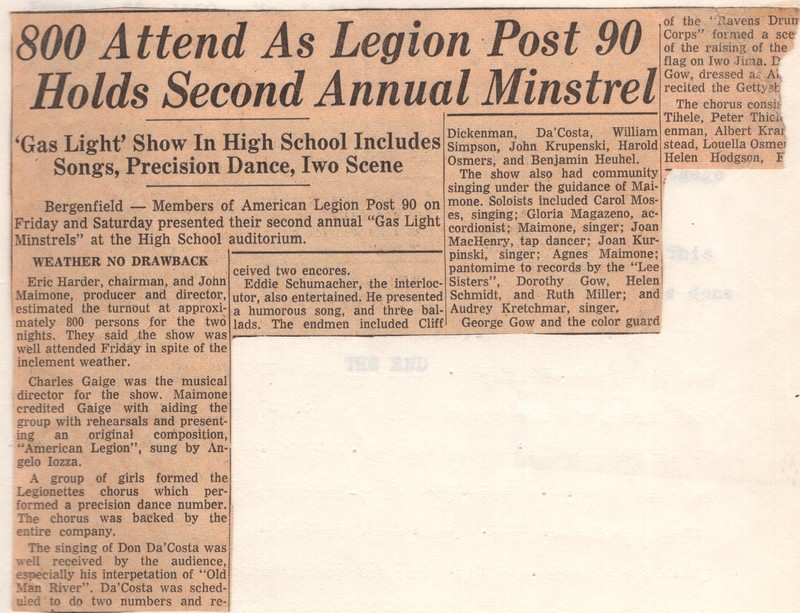 800 Attend As Legion Post 90
Holds Second Annual Minstrel
'Gas Light' Show In High School Includes
Songs, Precision Dance, Iwo Scene
Bergenfield — Members of American Legion Post 90 on
Friday and Saturday presented their second annual "Gas Light
Minstrels" at the High School auditorium.
WEATHER NO DRAWBACK
Eric Harder, chairman, and John
Maimone, producer and director,
estimated the turnout at approxi-
mately 800 persons for the two
nights. They said the show was
well attended Friday in spite of the
inclement weather.
Charles Gaige was the musical
director for the show. Maimone
credited Gaige with aiding the
group with rehearsals and present-
ing an original composition,
"American Legion", sung by An-
gelo Iozza.
A group of girls formed the
Legionettes chorus which per-
formed a precision dance number.
The chorus was backed by the
entire company.
The singing of Don Da'Costa was
well received by the audience,
especially his interpetation of "Old
Man River". Da'Costa was sched-
uled to do two numbers and re-
ceived two encores.
Eddie Schumacher, the interloc-
utor, also entertained. He presented
a humorous song, and three bal-
lads. The endmen included Cliff
Dickenman, Da'Costa, William
Simpson, John Krupenski, Harold
Osmers, and Benjamin Heuhel.
The show also had community
singing under the guidance of Mai-
mone. Soloists included Carol Mos-
es, singing; Gloria Magazeno, ac-
cordionist; Maimone, singer; Joan
MacHenry, tap dancer; Joan Kur-
pinski, singer; Agnes Maimone;
pantomime to records by the "Lee
Sisters", Dorothy Gow, Helen
Schmidt, and Ruth Miller; and
Audrey Kretchmar, singer,
George Gow and the color guard
of the "Ravens Drum
Corps" formed a sce
of the raising of the
flag on Iwo Jima. D
Gow, dressed as A
recited the Gettysb
The chorus consis
Tihele, Peter Thich
enman, Albert Krar
stead, Louella Osmer
Helen Hodgson, F
THE END